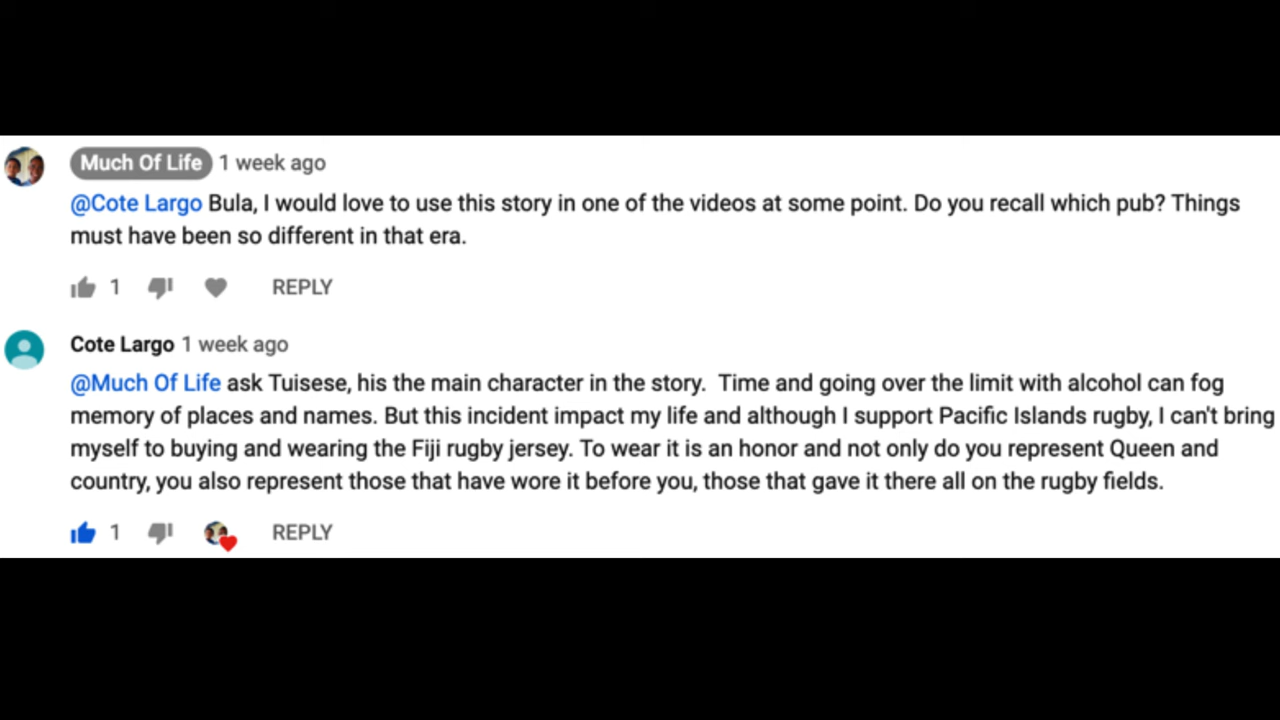 Much Of Life 1 week ago
@Cote Largo Bula, I would love to use this story in one of the videos at some point. Do you recall which pub? Things
must have been so different in that era.
1 REPLY
Cote Largo 1 week ago
@Much Of Life ask Tuisese, his the main character in the story.  Time and going over the limit with alcohol can fog
memory of places and names. But this incident impact my life and although I support Pacific Islands rugby, I can't bring
myself to buying and wearing the Fiji rugby jersey. To wear it is an honor and not only do you represent Queen and
country, you also represent those that have wore it before you, those that gave it there all on the rugby fields.
1 REPLY